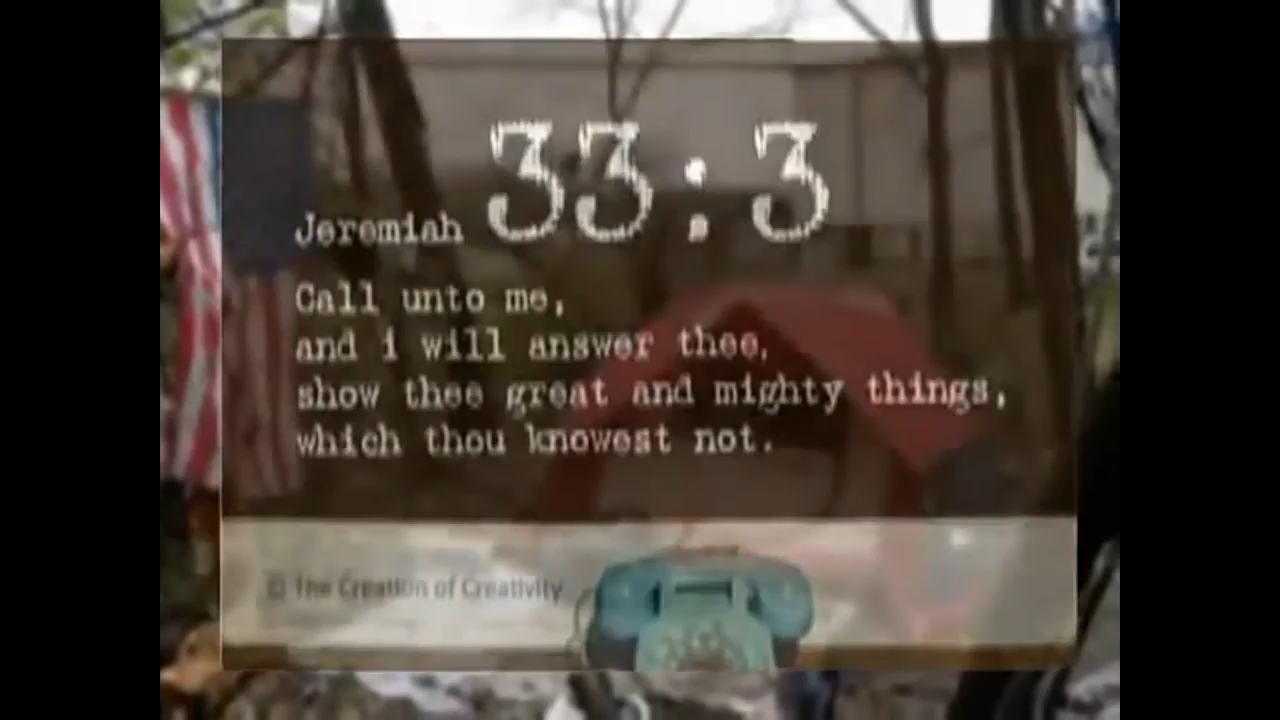 Jeremiah 33:3
Call unto me,
and i will answer thee,
show thee great and mighty things,
which thou knowest not.
© The Creation of Creativity